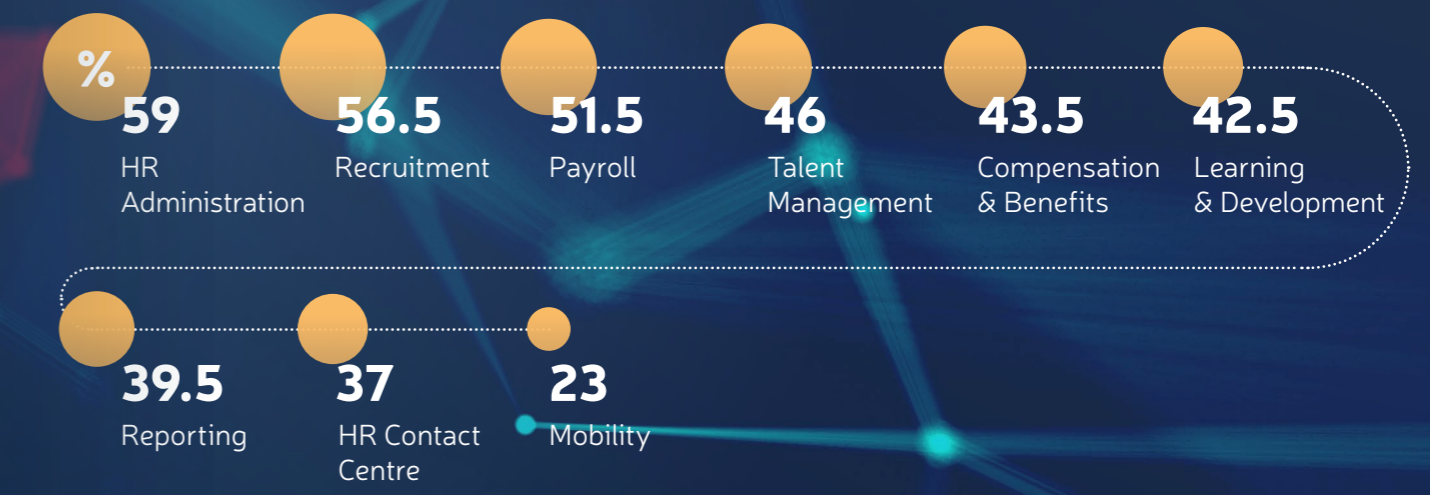 %
59
HR
Administration
56.5
Recruitment
51.5
Payroll
46
Talent
Management
43.5
Compensation
& Benefits
42.5
Learning
& Development
39.5
Reporting
37
HR Contact
Centre
23
Mobility